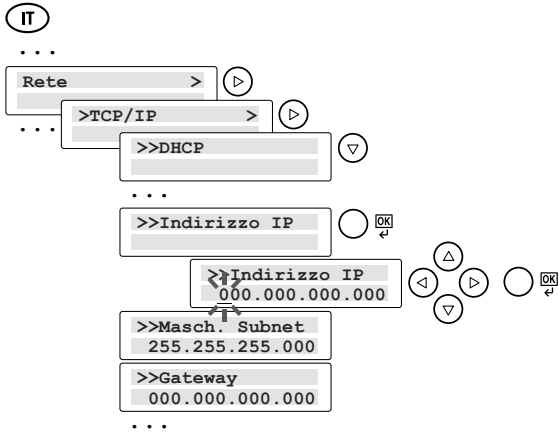 IT
...
Rete >
...
>TCP/IP >
>>DHCP
...
>>Indirizzo IP
OK
>>Indirizzo IP
000.000.000.000
OK
>>Masch. Subnet
255.255.255.000
>>Gateway
000.000.000.000
...